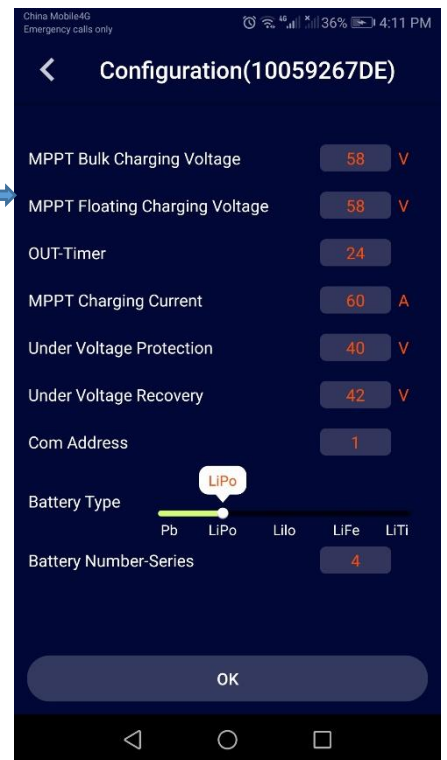 China Mobile4G
Emergency calls only
46 36% 4:11 PM
Configuration(10059267DE)
MPPT Bulk Charging Voltage 58 V
MPPT Floating Charging Voltage 58 V
OUT-Timer 24
MPPT Charging Current 60 A
Under Voltage Protection 40 V
Under Voltage Recovery 42 V
Com Address 1
LiPo
Battery Type
Pb LiPo Lilo LiFe LiTi
Battery Number-Series 4
OK